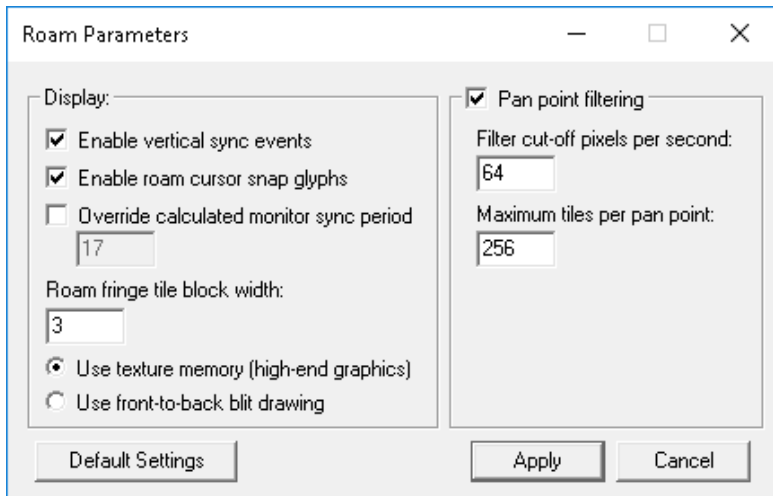 Roam Parameters
Display:
Enable vertical sync events
Enable roam cursor snap glyphs
Override calculated monitor sync period
17
Roam fringe tile block width:
3
Use texture memory (high-end graphics)
Use front-to-back blit drawing
Pan point filtering
Filter cut-off pixels per second:
64
Maximum tiles per pan point:
256
Default Settings
Apply
Cancel